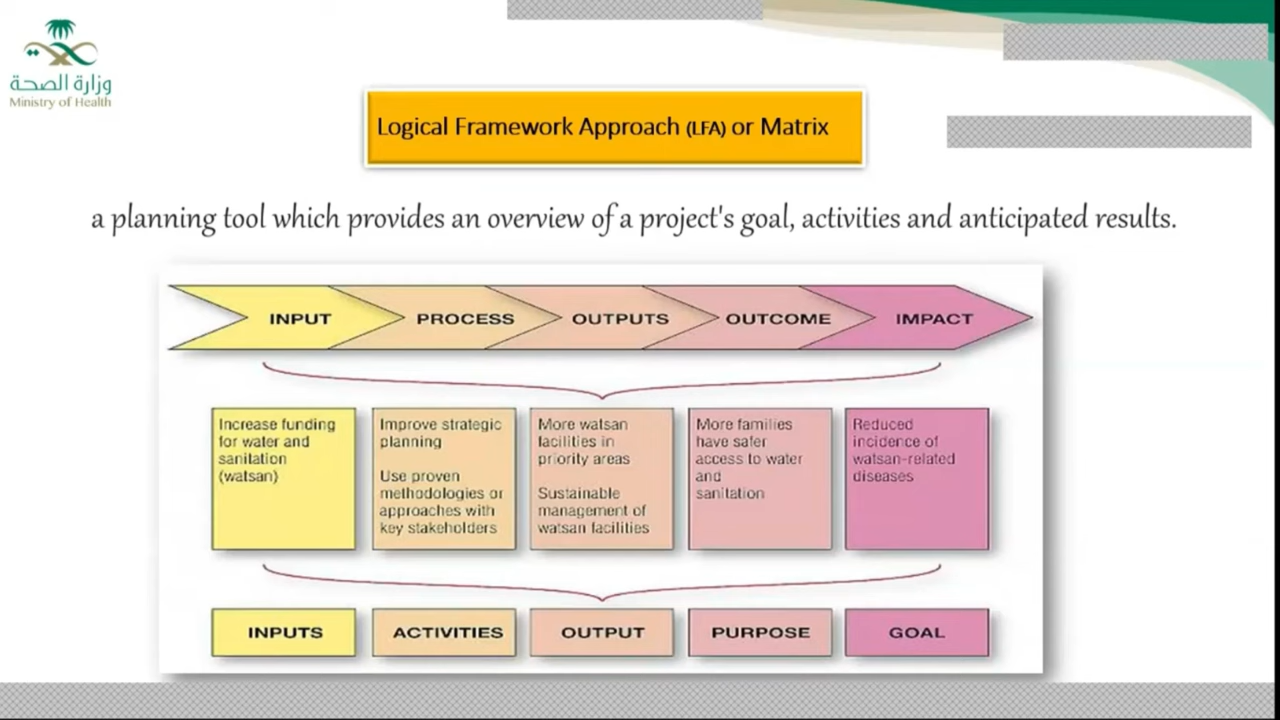 وزارة الصحة
Ministry of Health
Logical Framework Approach (LFA) or Matrix
a planning tool which provides an overview of a project's goal, activities and anticipated results.
INPUT
PROCESS
OUTPUTS
OUTCOME
IMPACT
Increase funding
for water and
sanitation
(watsan)
Improve strategic
planning
Use proven
methodologies or
approaches with
key stakeholders
More watsan
facilities in
priority areas
Sustainable
management of
watsan facilities
More families
have safer
access to water
and
sanitation
Reduced
incidence of
watsan-related
diseases
INPUTS
ACTIVITIES
OUTPUT
PURPOSE
GOAL